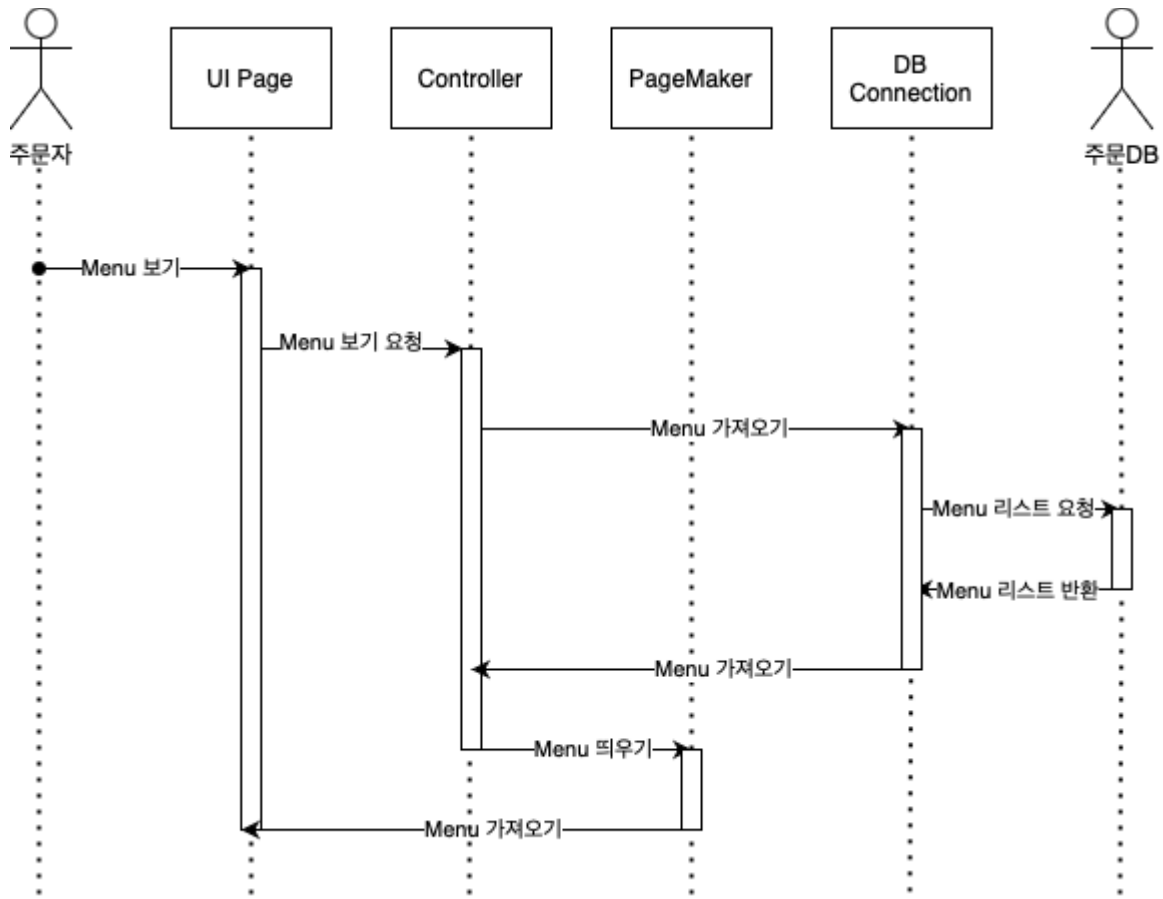 UI Page
Controller
PageMaker
DB
Connection
주문자
주문DB
Menu 보기
Menu 보기 요청
Menu 가져오기
Menu 리스트 요청
Menu 리스트 반환
Menu 가져오기
Menu 띄우기
Menu 가져오기